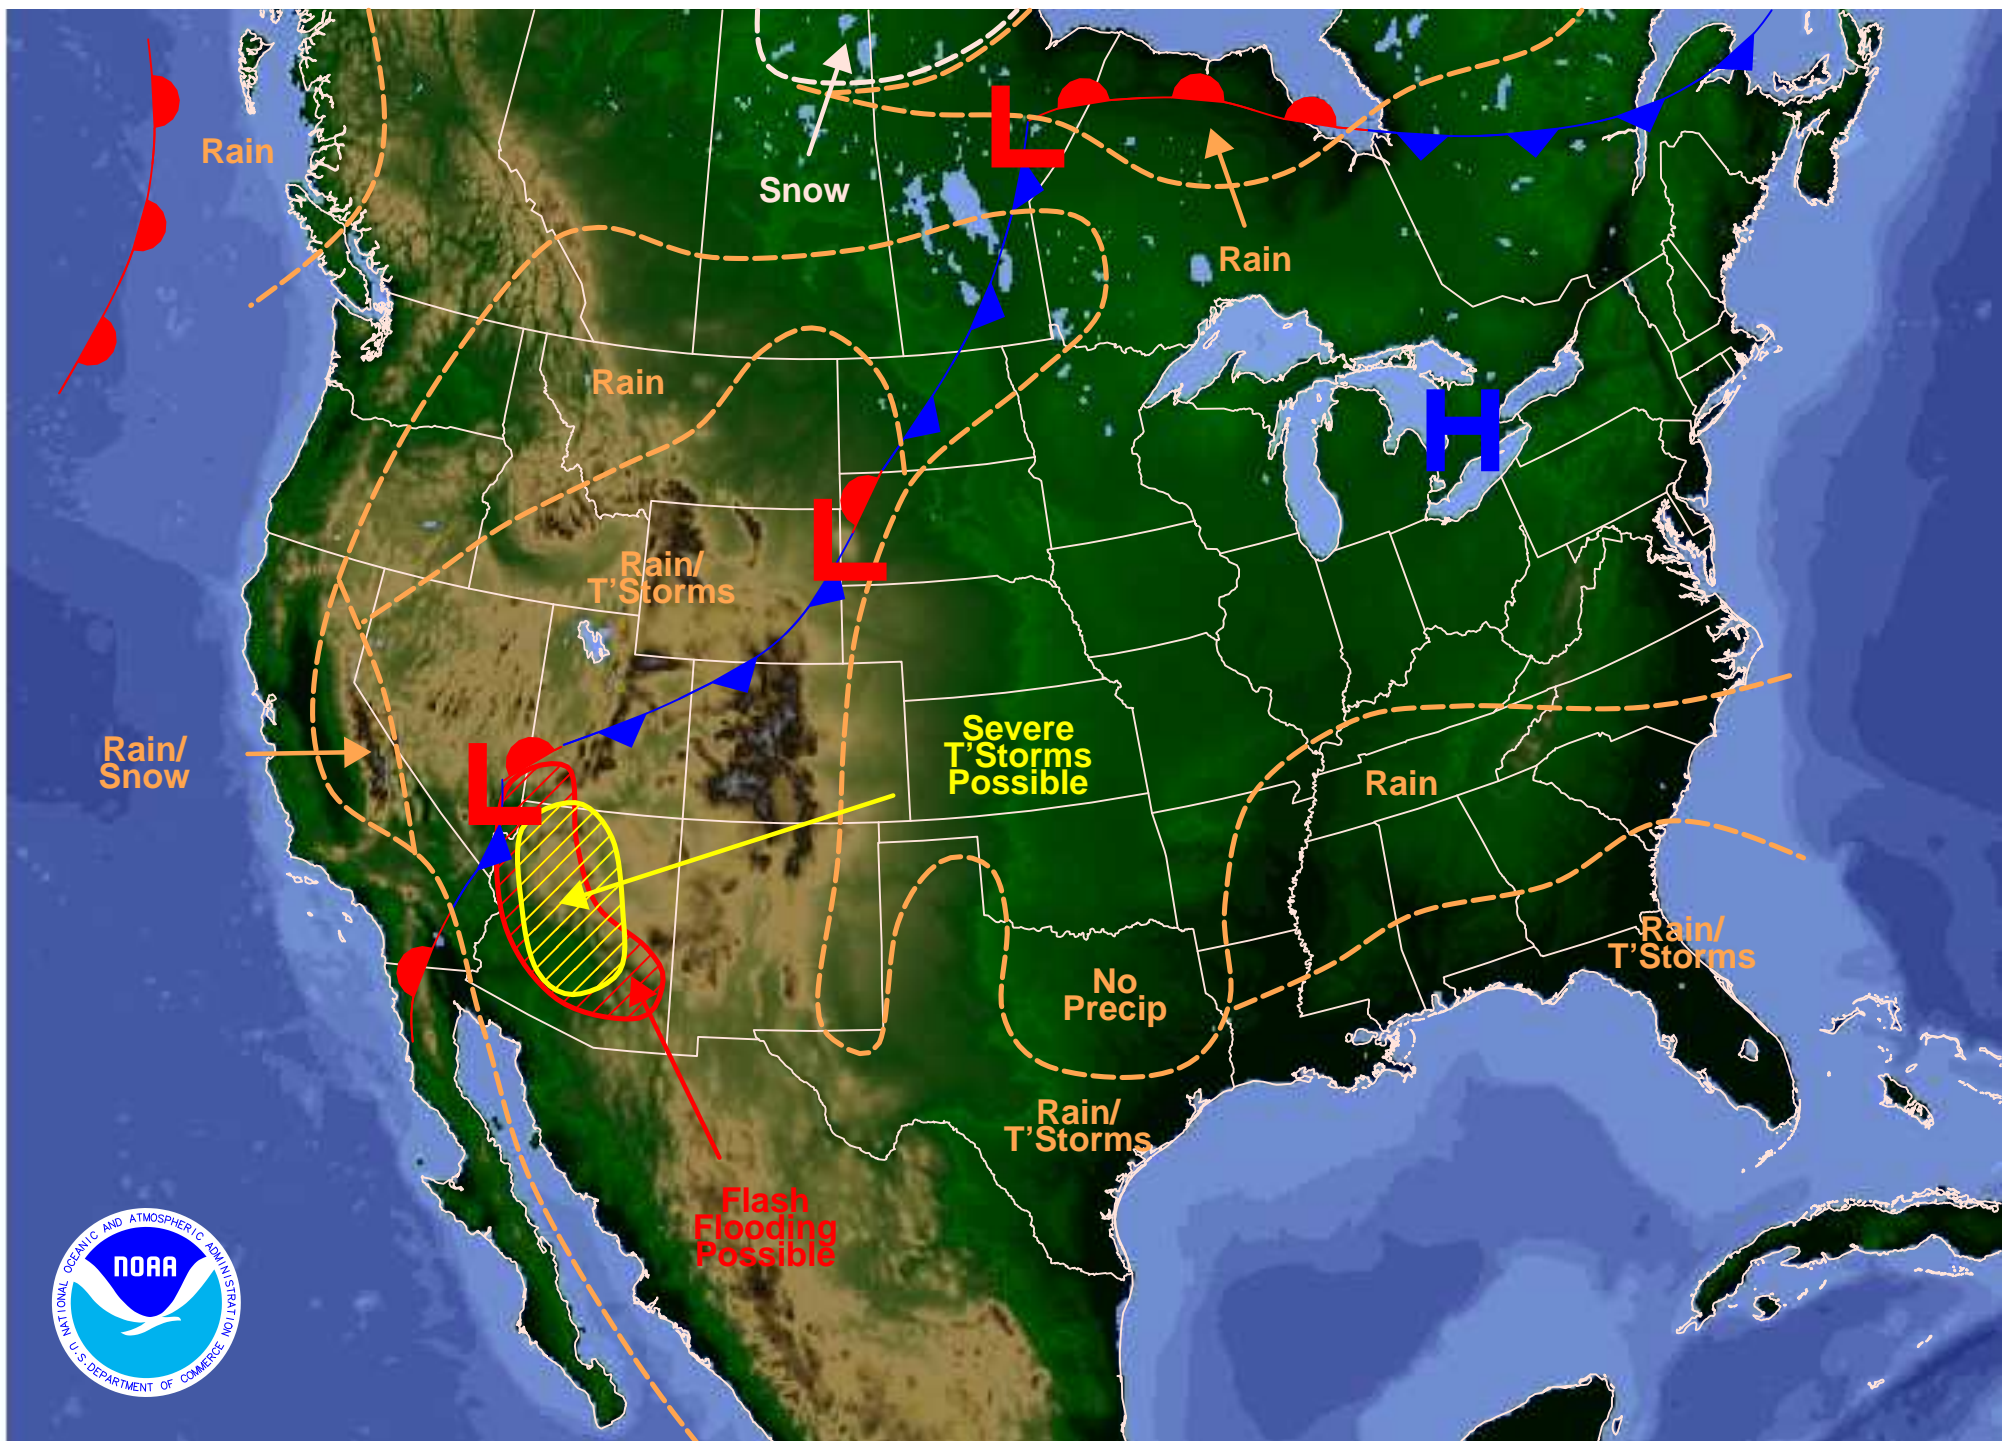 Rain
Snow
L
Rain
Rain
H
L
Rain/
T'Storms
Severe
T'Storms
Possible
Rain/
Snow
L
Rain
Rain/
T'Storms
No
Precip
Rain/
T'Storms
Flash
Flooding
Possible
NATIONAL OCEANIC AND ATMOSPHERIC ADMINISTRATION
NOAA
U.S. DEPARTMENT OF COMMERCE